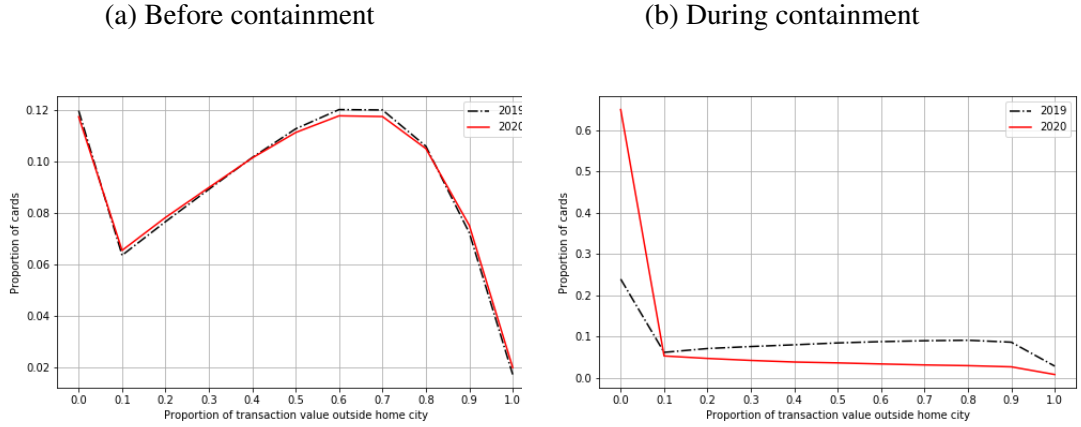 (a) Before containment
(b) During containment
0.12
0.10
0.08
0.06
0.04
0.02
Proportion of cards
2019
2020
0.0 0.1 0.2 0.3 0.4 0.5 0.6 0.7 0.8 0.9 1.0
Proportion of transaction value outside home city
0.6
0.5
0.4
0.3
0.2
0.1
0.0
Proportion of cards
2019
2020
0.0 0.1 0.2 0.3 0.4 0.5 0.6 0.7 0.8 0.9 1.0
Proportion of transaction value outside home city